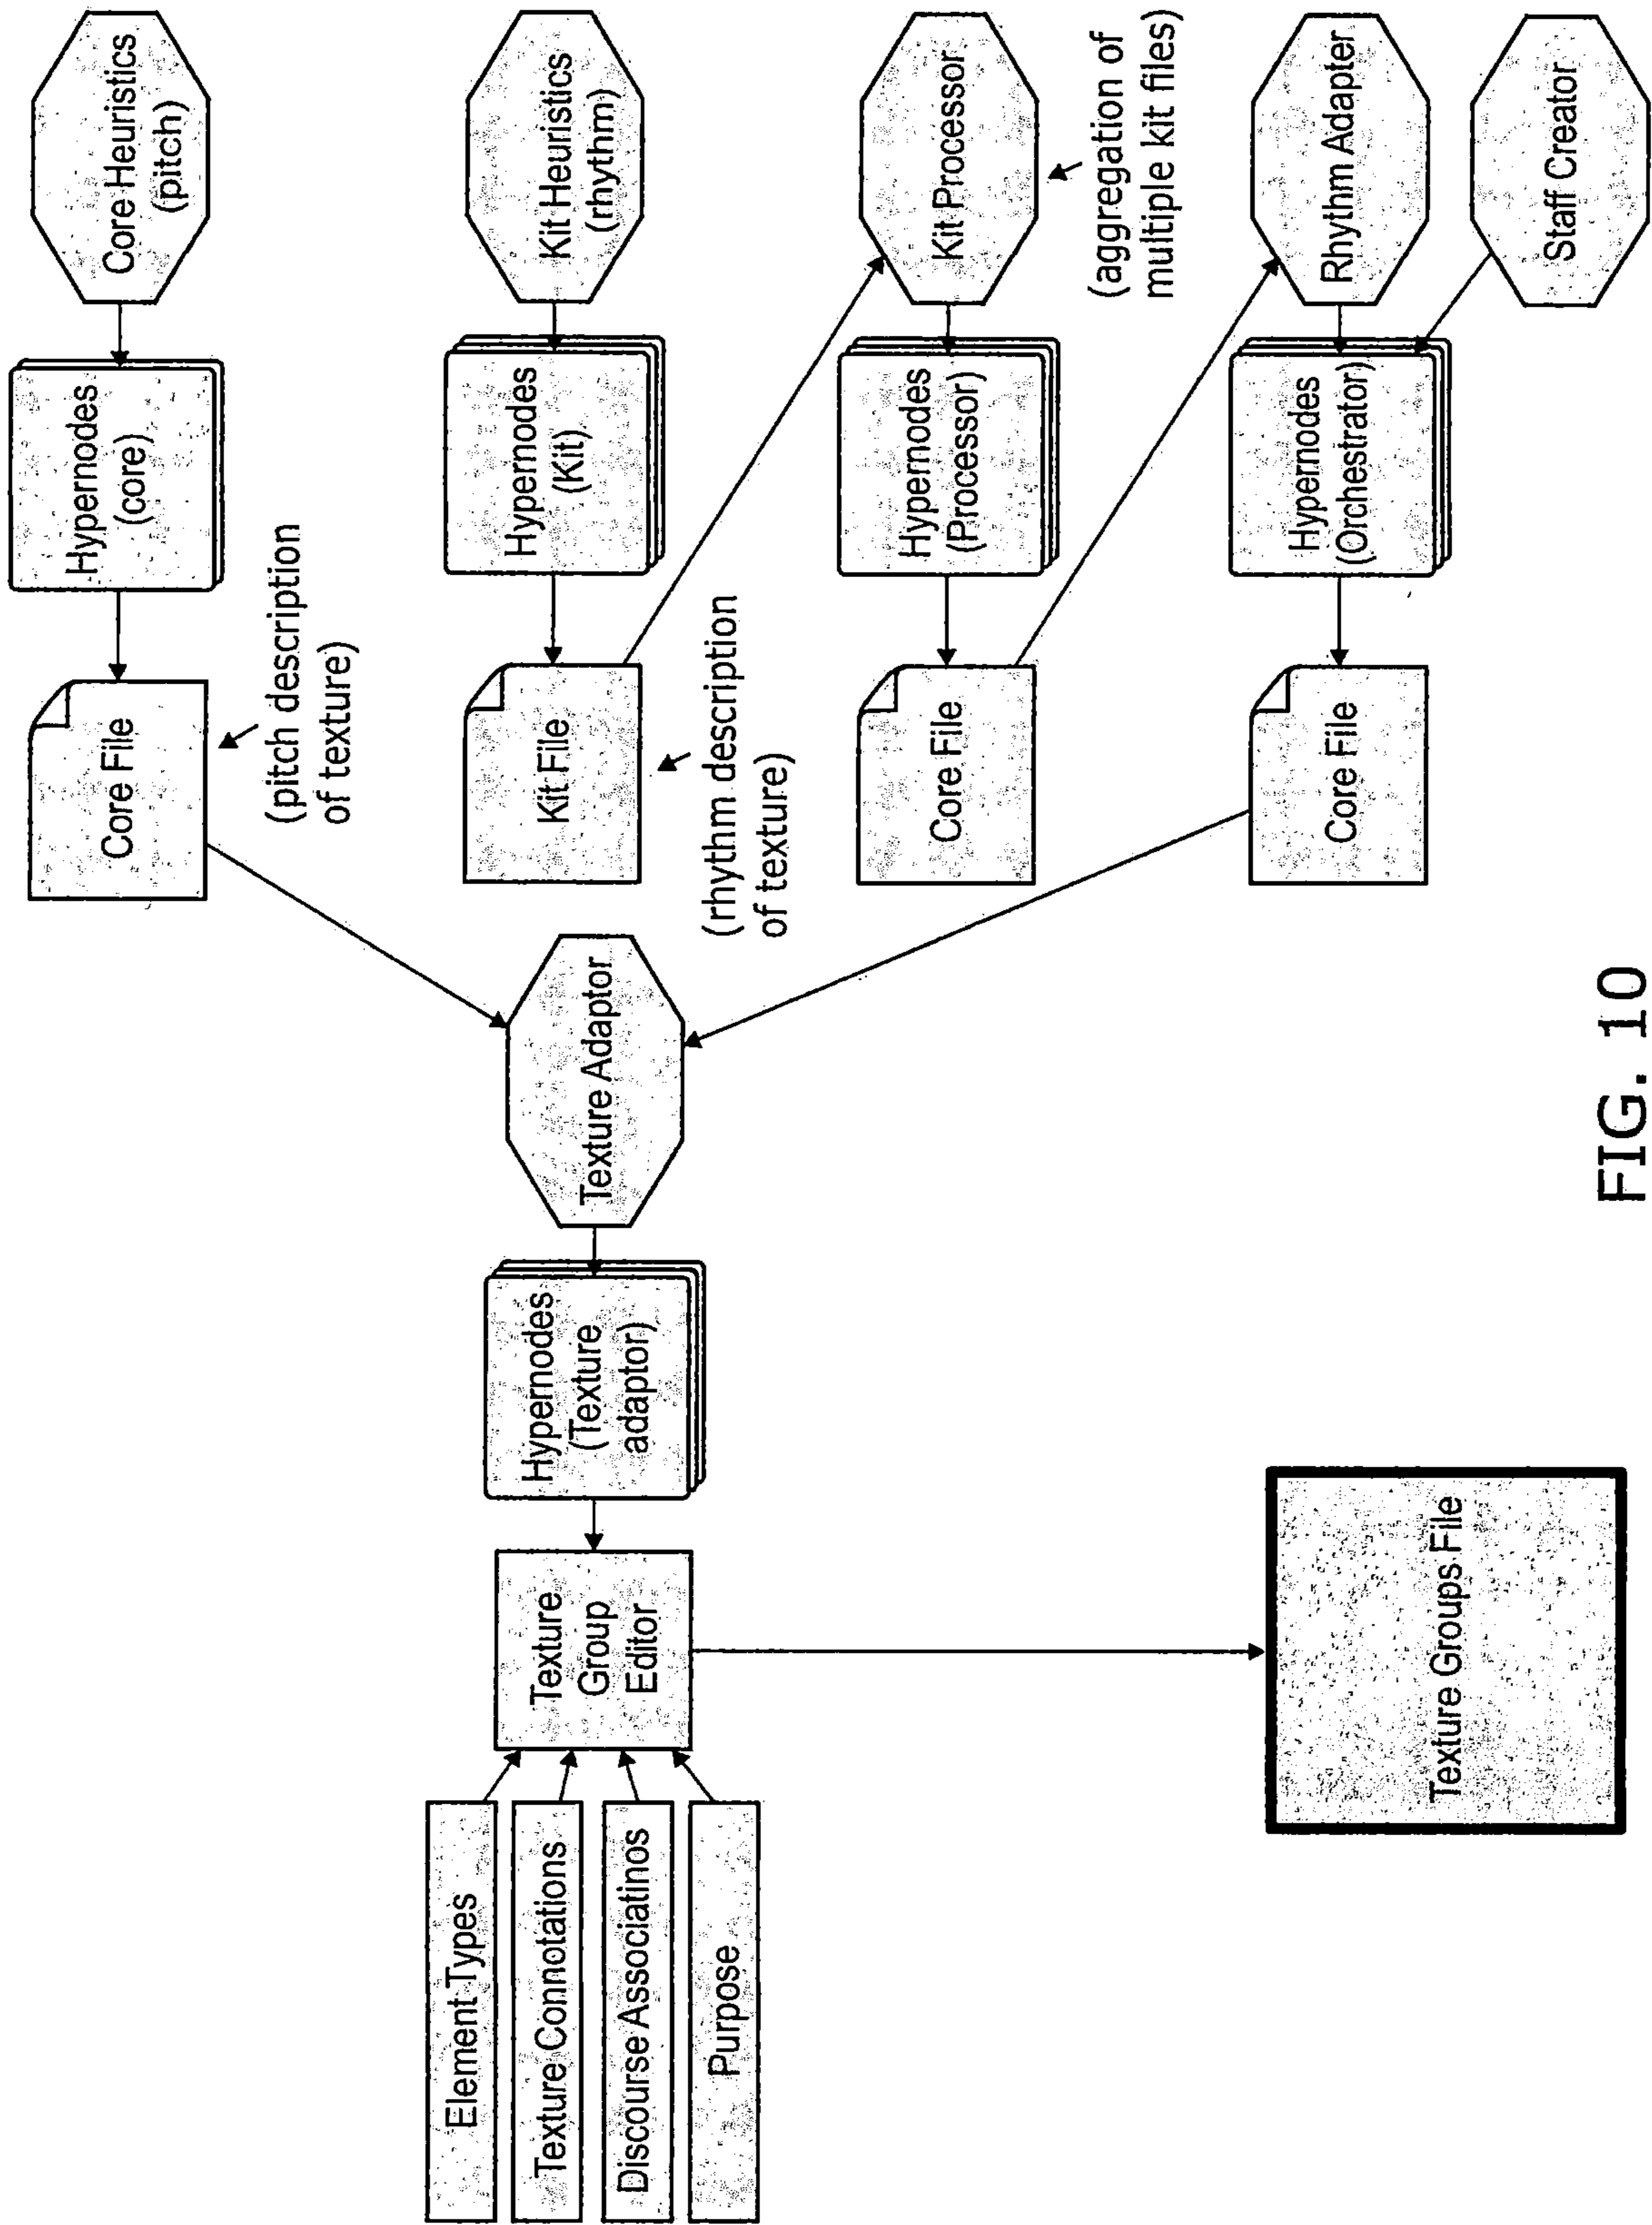 Core File
Hypernodes
(core)
Core Heuristics
(pitch)
(pitch description
of texture)
Element Types
Texture Connotations
Discourse Associatinos
Purpose
Texture
Group
Editor
Hypernodes
(Texture
adaptor)
Texture Adaptor
Kit File
Hypernodes
(Kit)
Kit Heuristics
(rhythm)
(rhythm description
of texture)
Core File
Hypernodes
(Processor)
Kit Processor
(aggregation of
multiple kit files)
Texture Groups File
Core File
Hypernodes
(Orchestrator)
Rhythm Adapter
Staff Creator
FIG. 10